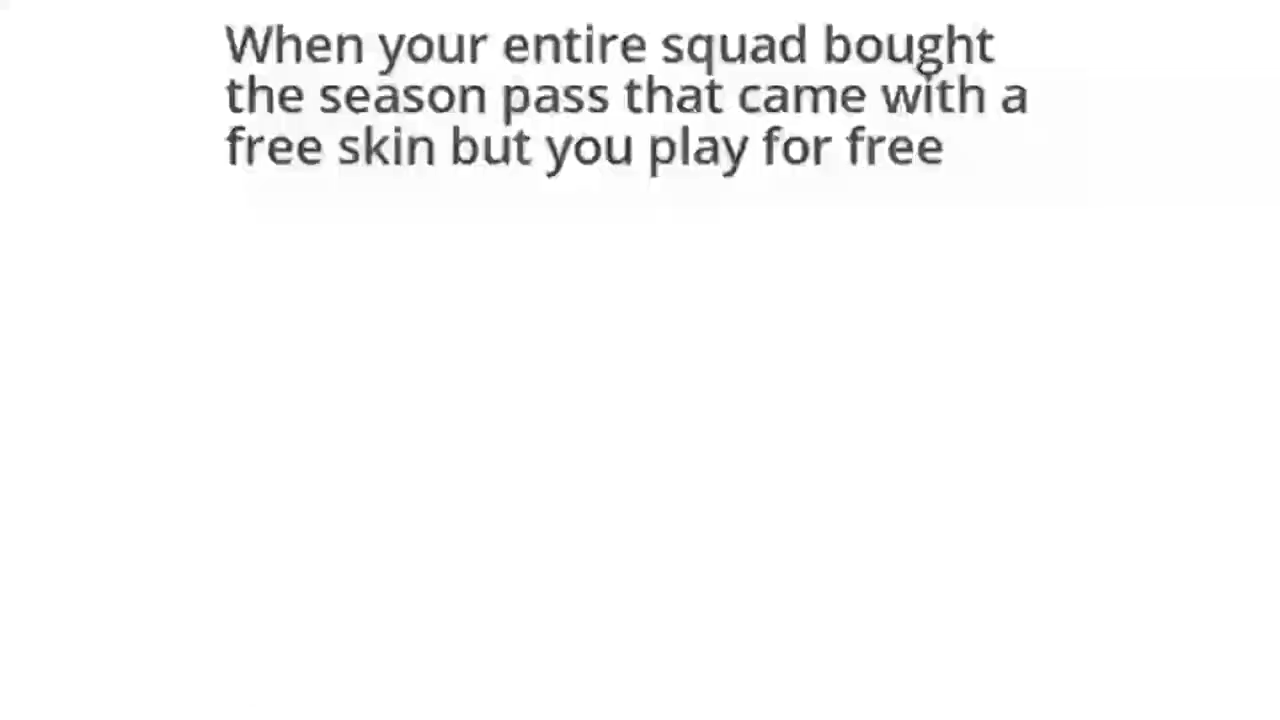 When your entire squad bought
the season pass that came with a
free skin but you play for free